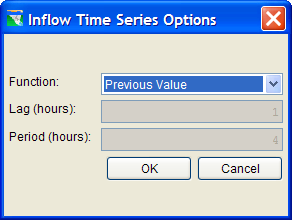 Inflow Time Series Options
Function: Previous Value
Lag (hours): 1
Period (hours): 4
OK Cancel